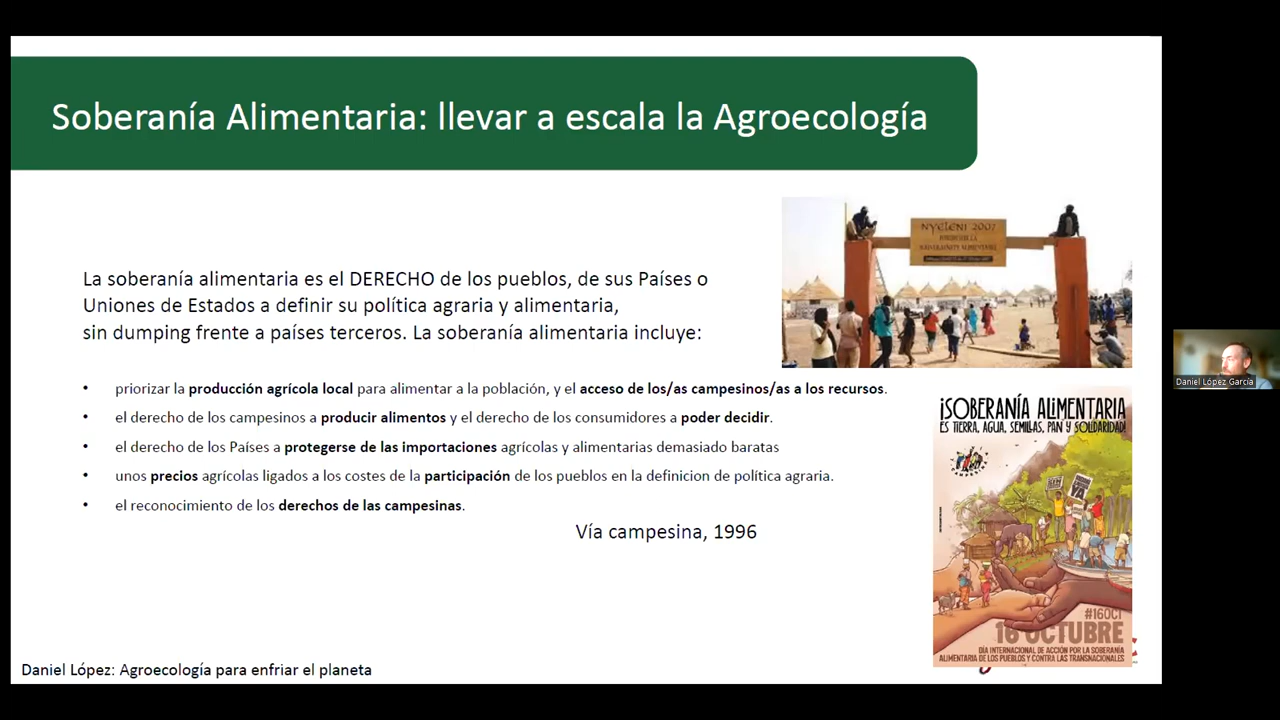 Soberanía Alimentaria: llevar a escala la Agroecología
La soberanía alimentaria es el DERECHO de los pueblos, de sus Países o
Uniones de Estados a definir su política agraria y alimentaria,
sin dumping frente a países terceros. La soberanía alimentaria incluye:
• priorizar la producción agrícola local para alimentar a la población, y el acceso de los/as campesinos/as a los recursos.
• el derecho de los campesinos a producir alimentos y el derecho de los consumidores a poder decidir.
• el derecho de los Países a protegerse de las importaciones agrícolas y alimentarias demasiado baratas
• unos precios agrícolas ligados a los costes de la participación de los pueblos en la definicion de política agraria.
• el reconocimiento de los derechos de las campesinas.
Vía campesina, 1996
NYELENI 2007
¡SOBERANÍA ALIMENTARIA
ES TIERRA, AGUA, SEMILLAS, PAN Y SOLIDARIDAD!
YA
#16OCT
16 OCTUBRE
DÍA INTERNACIONAL DE ACCIÓN POR LA SOBERANÍA
ALIMENTARIA DE LOS PUEBLOS Y CONTRA LAS TRANSNACIONALES
Daniel López: Agroecología para enfriar el planeta
Daniel López García